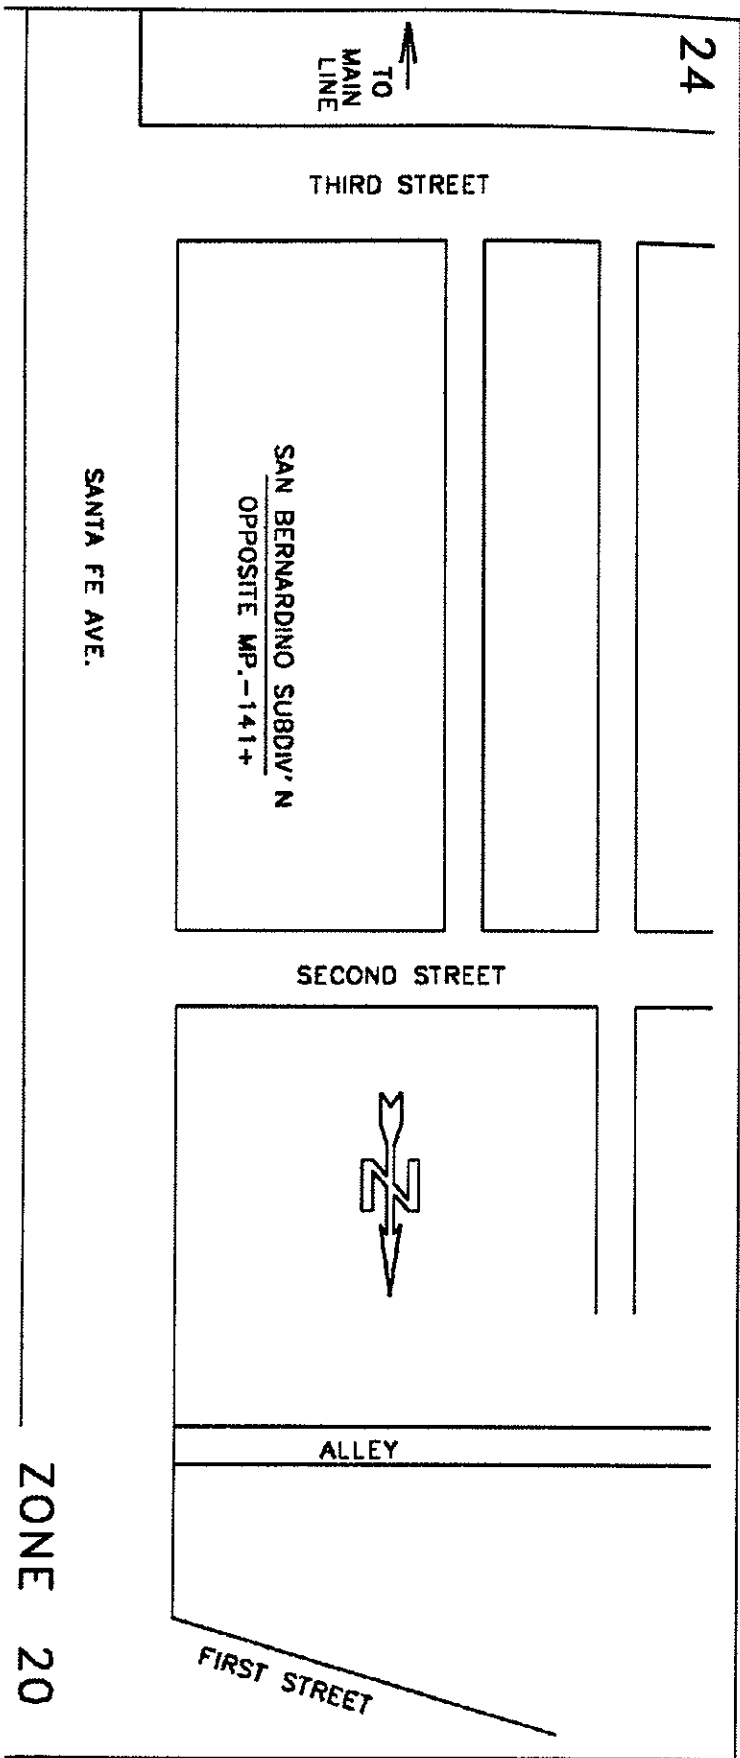 24
TO
MAIN
LINE
THIRD STREET
SAN BERNARDINO SUBDIV'N
OPPOSITE MP.-141+
SANTA FE AVE.
SECOND STREET
N
ALLEY
FIRST STREET
ZONE 20